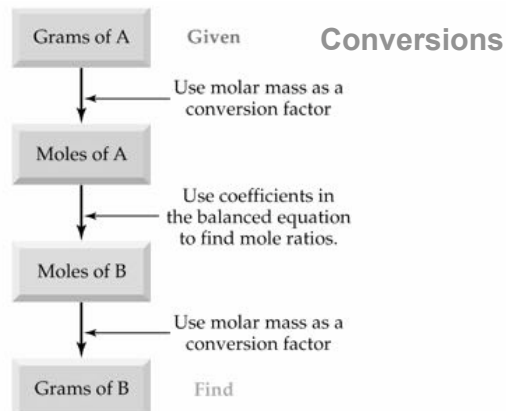 Grams of A
Given
Conversions
Use molar mass as a
conversion factor
Moles of A
Use coefficients in
the balanced equation
to find mole ratios.
Moles of B
Use molar mass as a
conversion factor
Grams of B
Find